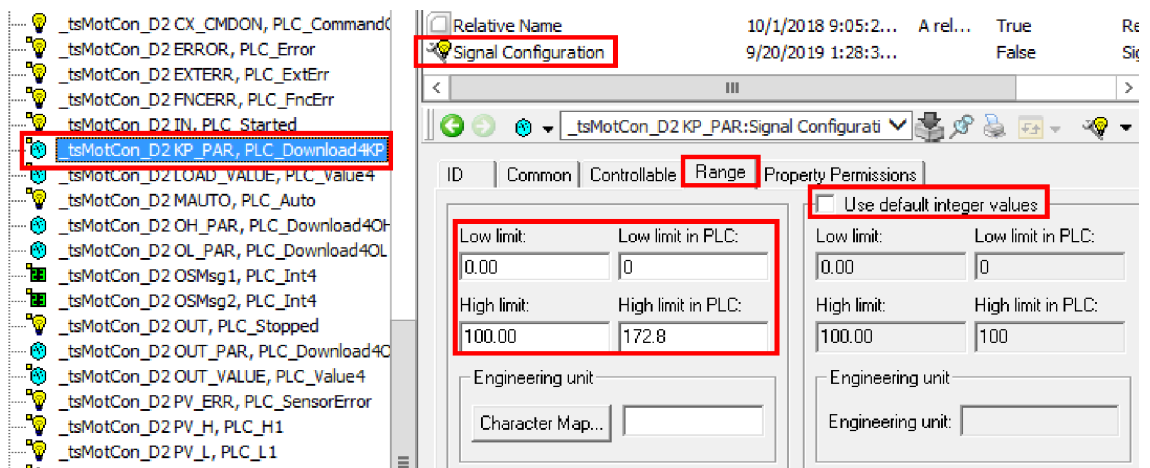 _tsMotCon_D2 CX_CMDON, PLC_CommandO
_tsMotCon_D2 ERROR, PLC_Error
_tsMotCon_D2 EXTERR, PLC_ExtErr
_tsMotCon_D2 FNCERR, PLC_FncErr
_tsMotCon_D2 IN, PLC_Started
_tsMotCon_D2 KP_PAR, PLC_Download4KP
_tsMotCon_D2 LOAD_VALUE, PLC_Value4
_tsMotCon_D2 MAUTO, PLC_Auto
_tsMotCon_D2 OH_PAR, PLC_Download4OH
_tsMotCon_D2 OL_PAR, PLC_Download4OL
_tsMotCon_D2 OSMsg1, PLC_Int4
_tsMotCon_D2 OSMsg2, PLC_Int4
_tsMotCon_D2 OUT, PLC_Stopped
_tsMotCon_D2 OUT_PAR, PLC_Download4O
_tsMotCon_D2 OUT_VALUE, PLC_Value4
_tsMotCon_D2 PV_ERR, PLC_SensorError
_tsMotCon_D2 PV_H, PLC_H1
_tsMotCon_D2 PV_L, PLC_L1
Relative Name 10/1/2018 9:05:2... A rel... True Re
Signal Configuration 9/20/2019 1:28:3... False Sig
_tsMotCon_D2 KP_PAR:Signal Configurati
ID Common Controllable Range Property Permissions
Use default integer values
Low limit: Low limit in PLC: Low limit: Low limit in PLC:
0.00 0 0.00 0
High limit: High limit in PLC: High limit: High limit in PLC:
100.00 172.8 100.00 100
Engineering unit Engineering unit
Character Map... Engineering unit: